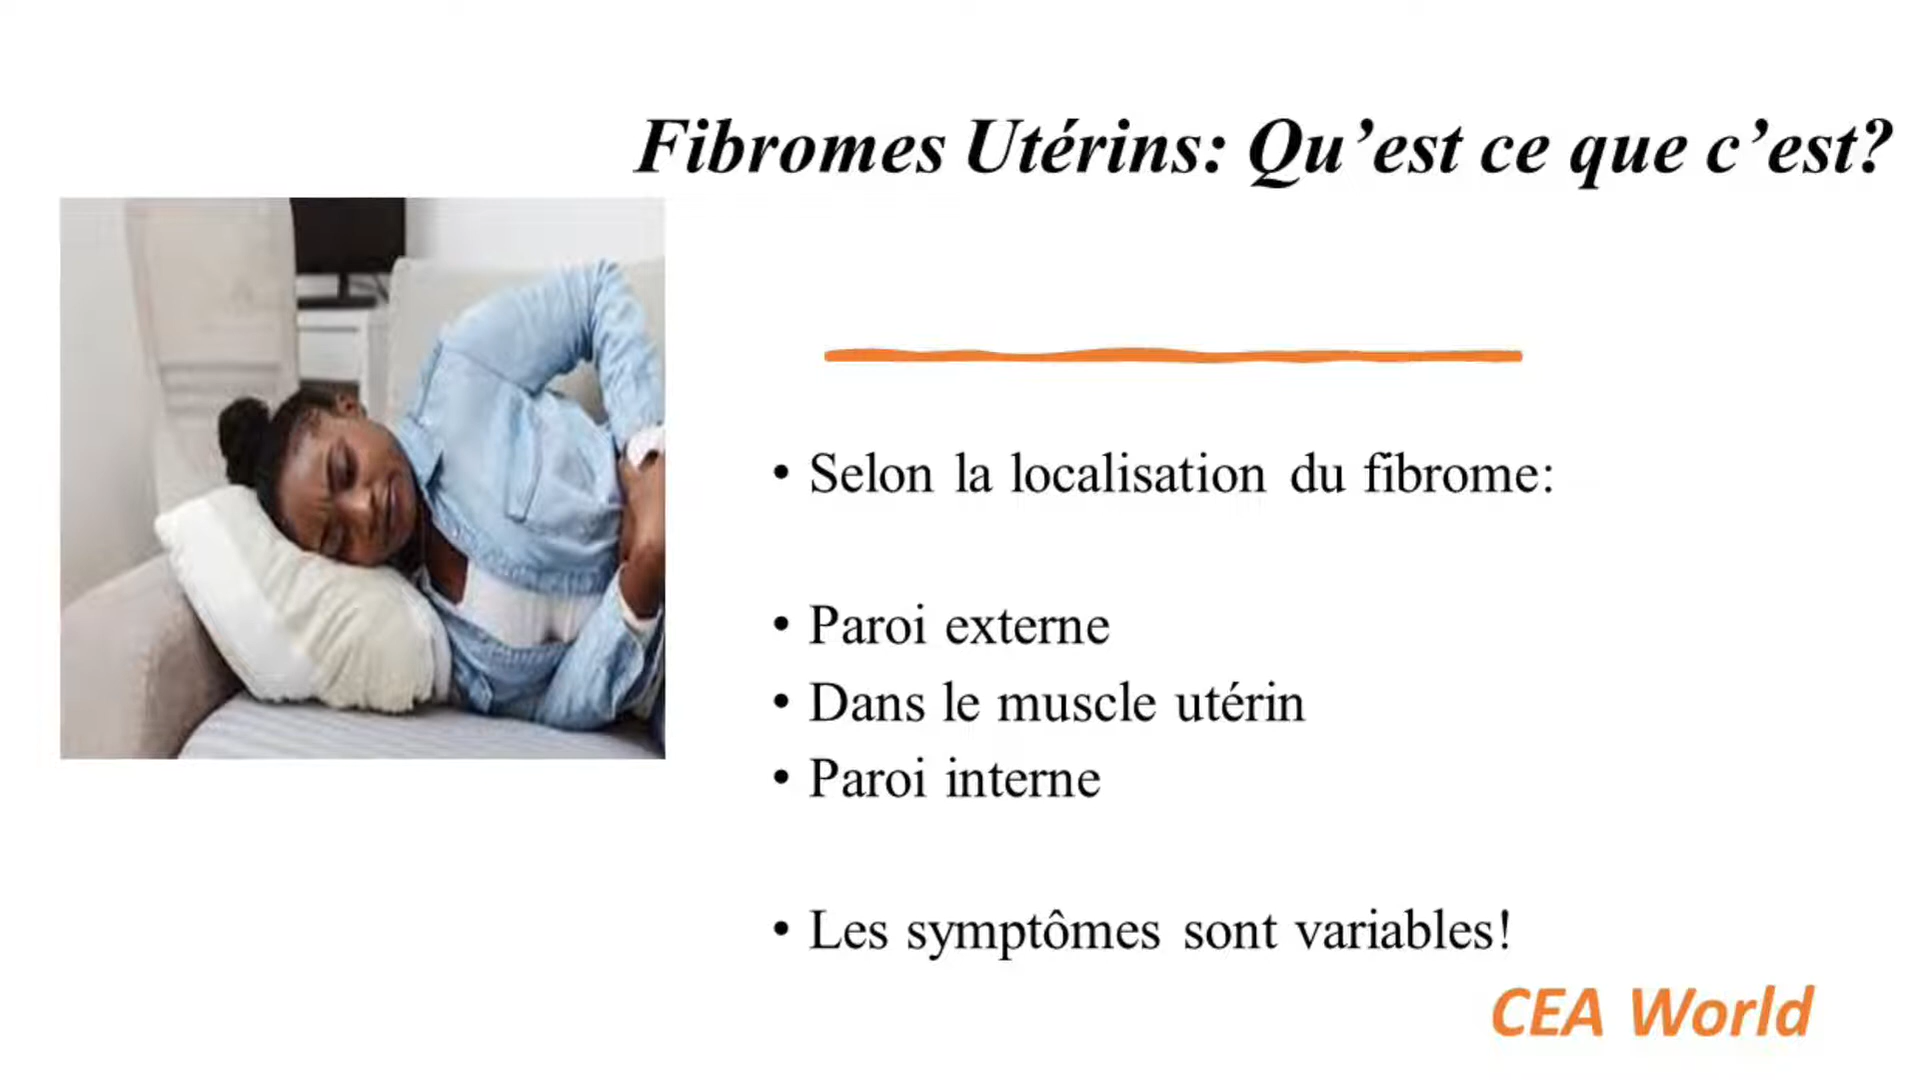 Fibromes Utérins: Qu’est ce que c’est?
• Selon la localisation du fibrome:
• Paroi externe
• Dans le muscle utérin
• Paroi interne
• Les symptômes sont variables!
CEA World